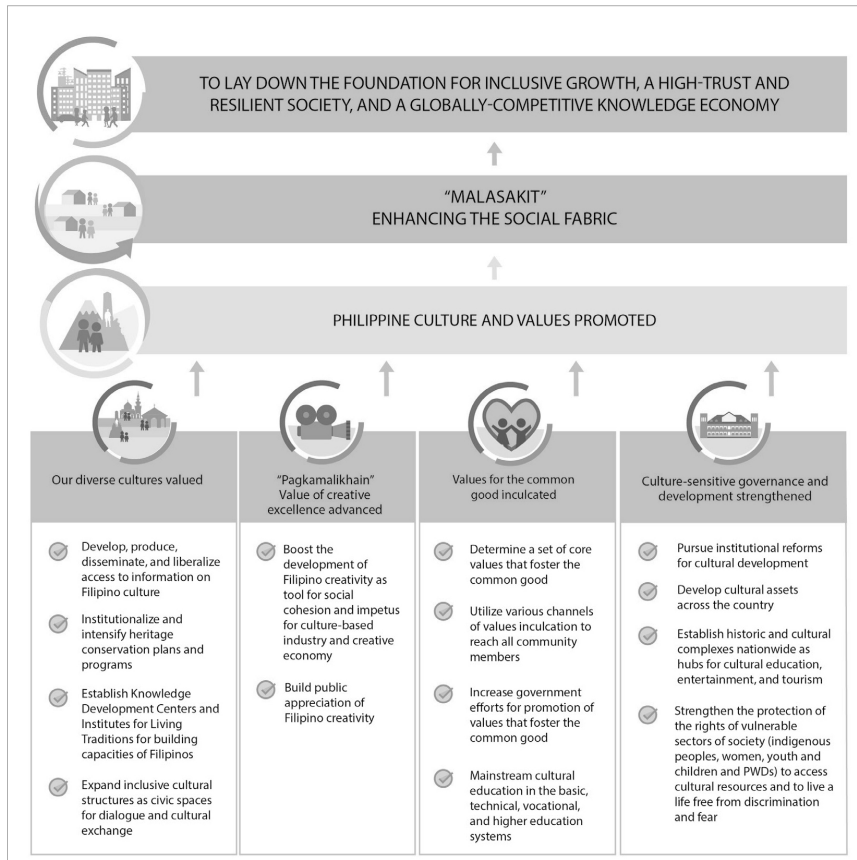 TO LAY DOWN THE FOUNDATION FOR INCLUSIVE GROWTH, A HIGH-TRUST AND
RESILIENT SOCIETY, AND A GLOBALLY-COMPETITIVE KNOWLEDGE ECONOMY
“MALASAKIT”
ENHANCING THE SOCIAL FABRIC
PHILIPPINE CULTURE AND VALUES PROMOTED
Our diverse cultures valued
Develop, produce,
disseminate, and liberalize
access to information on
Filipino culture
Institutionalize and
intensify heritage
conservation plans and
programs
Establish Knowledge
Development Centers and
Institutes for Living
Traditions for building
capacities of Filipinos
Expand inclusive cultural
structures as civic spaces
for dialogue and cultural
exchange
“Pagkamalikhain”
Value of creative
excellence advanced
Boost the
development of
Filipino creativity as
tool for social
cohesion and impetus
for culture-based
industry and creative
economy
Build public
appreciation of
Filipino creativity
Values for the common
good inculcated
Determine a set of core
values that foster the
common good
Utilize various channels
of values inculcation to
reach all community
members
Increase government
efforts for promotion of
values that foster the
common good
Mainstream cultural
education in the basic,
technical, vocational,
and higher education
systems
Culture-sensitive governance and
development strengthened
Pursue institutional reforms
for cultural development
Develop cultural assets
across the country
Establish historic and cultural
complexes nationwide as
hubs for cultural education,
entertainment, and tourism
Strengthen the protection of
the rights of vulnerable
sectors of society (indigenous
peoples, women, youth and
children and PWDs) to access
cultural resources and to live a
life free from discrimination
and fear